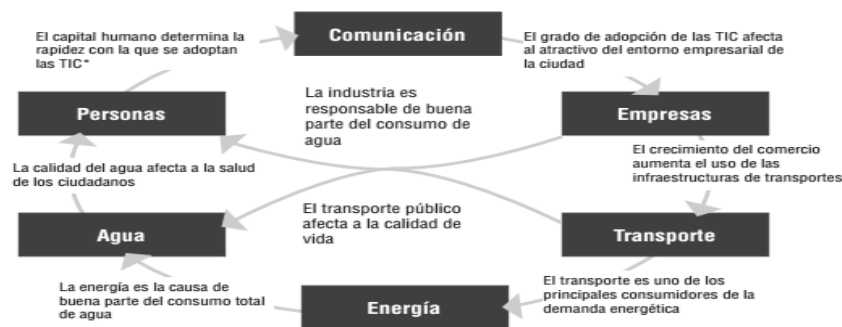 Comunicación
El capital humano determina la
rapidez con la que se adoptan
las TIC*
El grado de adopción de las TIC afecta
al atractivo del entorno empresarial de
la ciudad
Personas
La industria es
responsable de buena
parte del consumo de
agua
Empresas
El crecimiento del comercio
aumenta el uso de las
infraestructuras de transportes
La calidad del agua afecta a la salud
de los ciudadanos
Agua
El transporte público
afecta a la calidad de
vida
Transporte
La energía es la causa de
buena parte del consumo total
de agua
Energía
El transporte es uno de los
principales consumidores de la
demanda energética